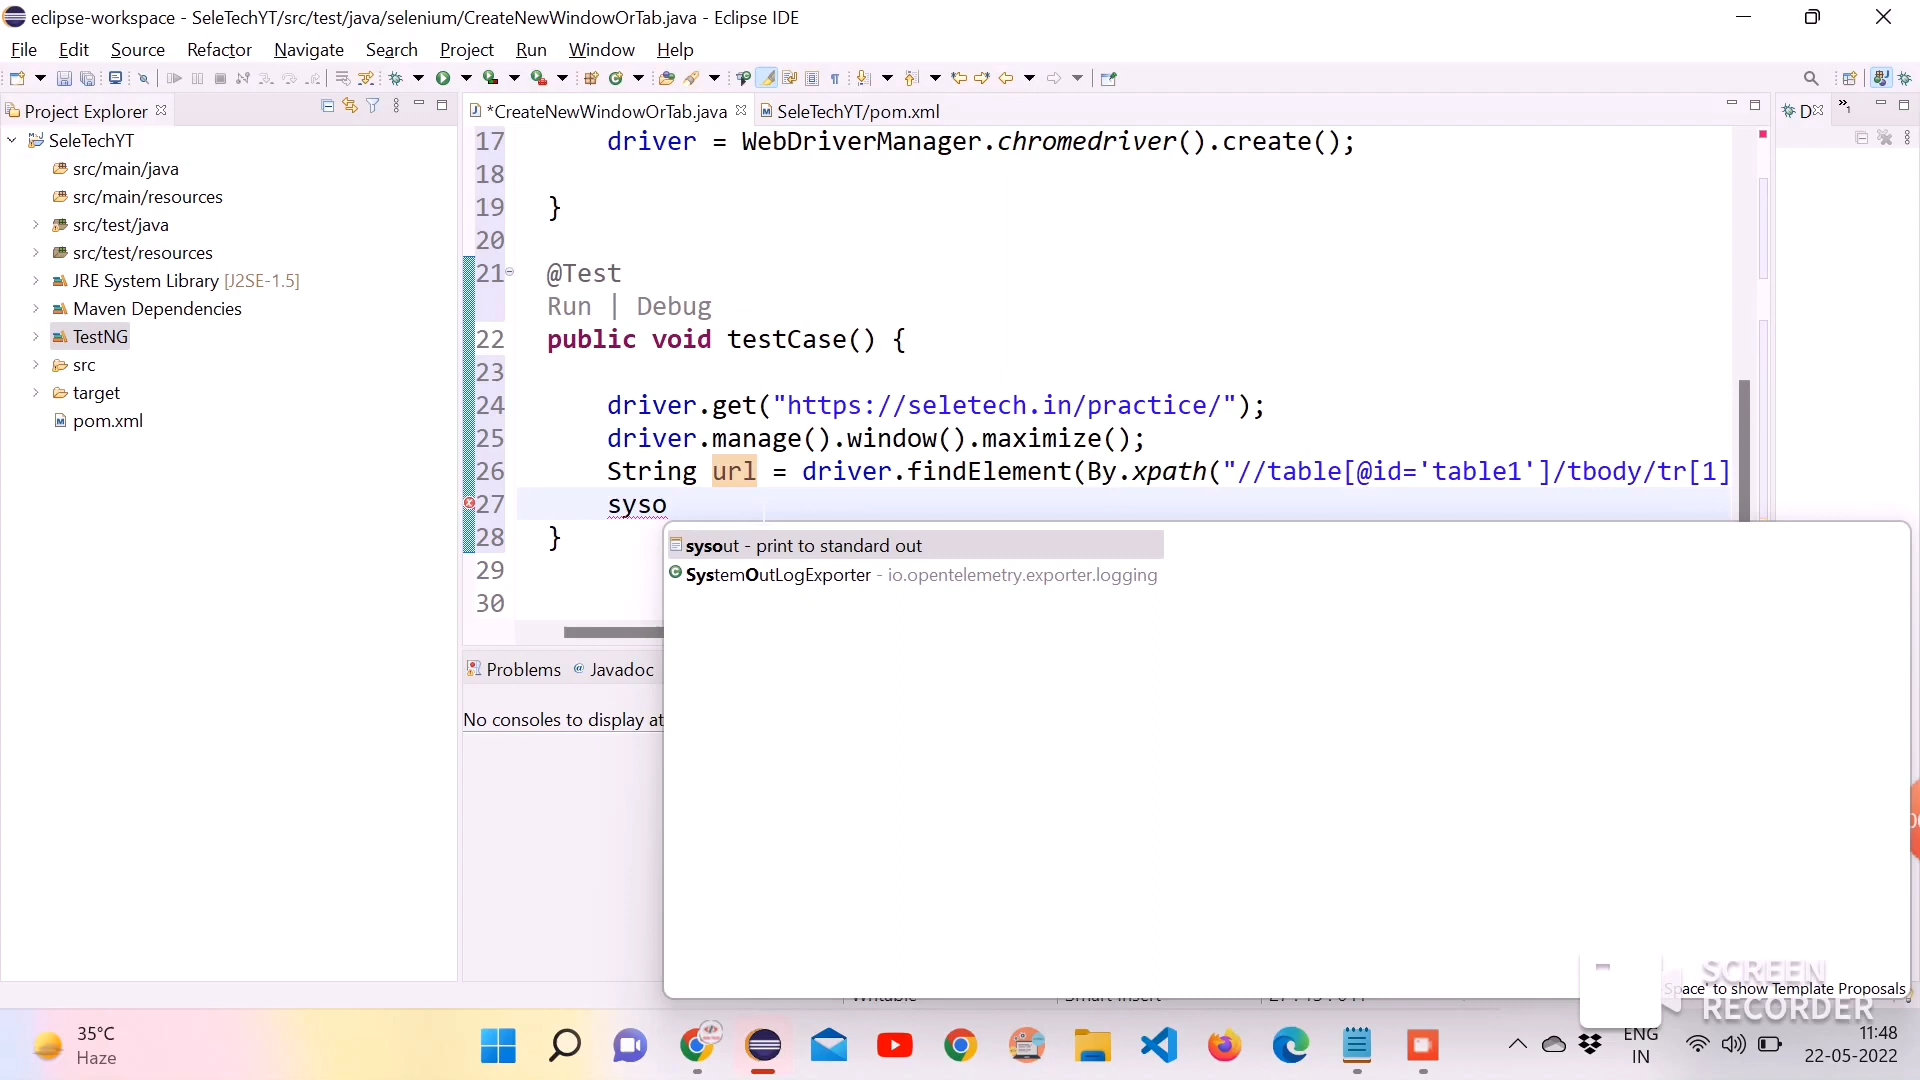 eclipse-workspace - SeleTechYT/src/test/java/selenium/CreateNewWindowOrTab.java - Eclipse IDE
File Edit Source Refactor Navigate Search Project Run Window Help
Project Explorer
SeleTechYT
src/main/java
src/main/resources
src/test/java
src/test/resources
JRE System Library [J2SE-1.5]
Maven Dependencies
TestNG
src
target
pom.xml
*CreateNewWindowOrTab.java SeleTechYT/pom.xml
D
17 driver = WebDriverManager.chromedriver().create();
18
19 }
20
21 @Test
Run | Debug
22 public void testCase() {
23
24 driver.get("https://seletech.in/practice/");
25 driver.manage().window().maximize();
26 String url = driver.findElement(By.xpath("//table[@id='table1']/tbody/tr[1]
27 syso
28 }
29
30
sysout - print to standard out
SystemOutLogExporter - io.opentelemetry.exporter.logging
Problems @ Javadoc
No consoles to display at
Space' to show Template Proposals
SCREEN
RECORDER
35°C
Haze
ENG
IN
11:48
22-05-2022